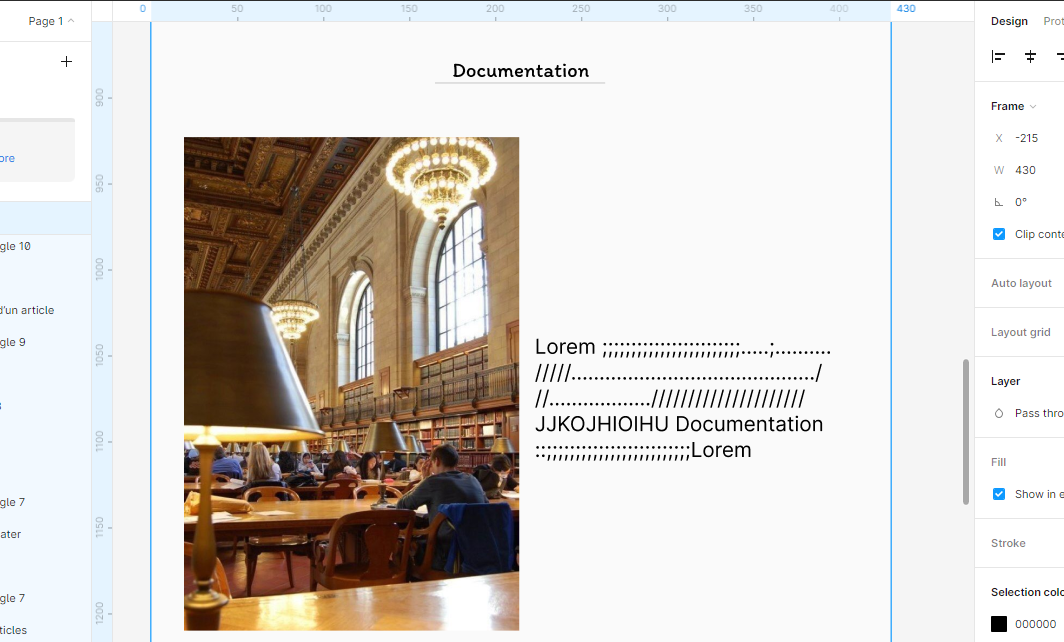 Page 1
0 50 100 150 200 250 300 350 400 430
Design Prot
ore
gle 10
d'un article
gle 9
gle 7
ater
gle 7
ticles
900
950
1000
1050
1100
1150
1200
Documentation
Lorem ;;;;;;;;;;;;;;;;;;;;;;;;.....;..........
/////........................................../
//..................//////////////////////
JJKOJHIOIHU Documentation
::;;;;;;;;;;;;;;;;;;;;;;;;;Lorem
Frame
X -215
W 430
0°
Clip conte
Auto layout
Layout grid
Layer
Pass thro
Fill
Show in e
Stroke
Selection colo
000000